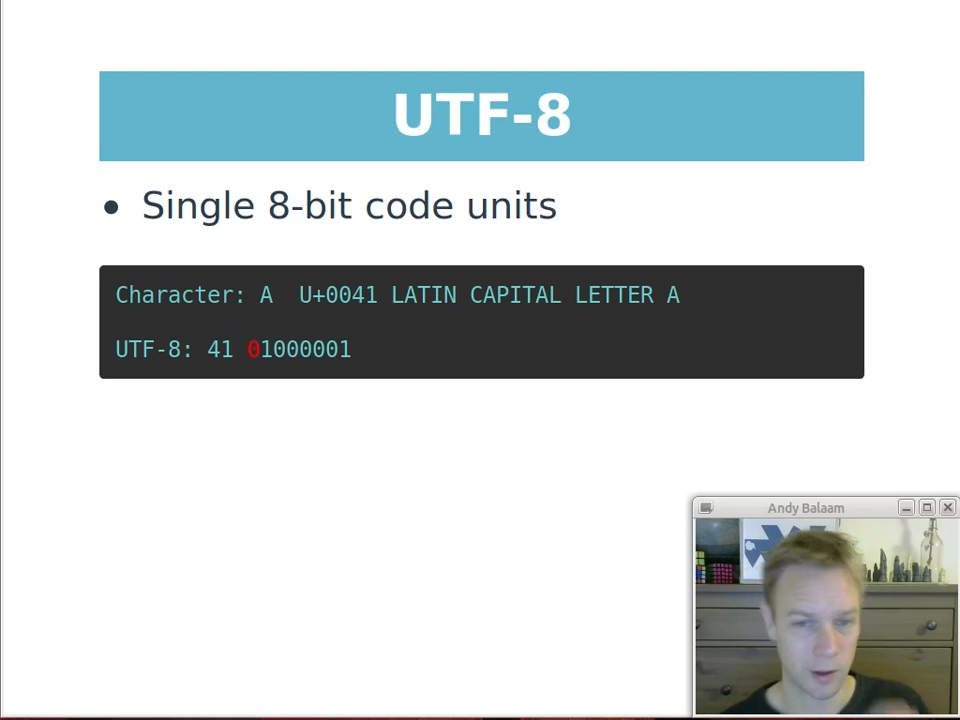 UTF-8
• Single 8-bit code units
Character: A  U+0041 LATIN CAPITAL LETTER A
UTF-8: 41 01000001
Andy Balaam